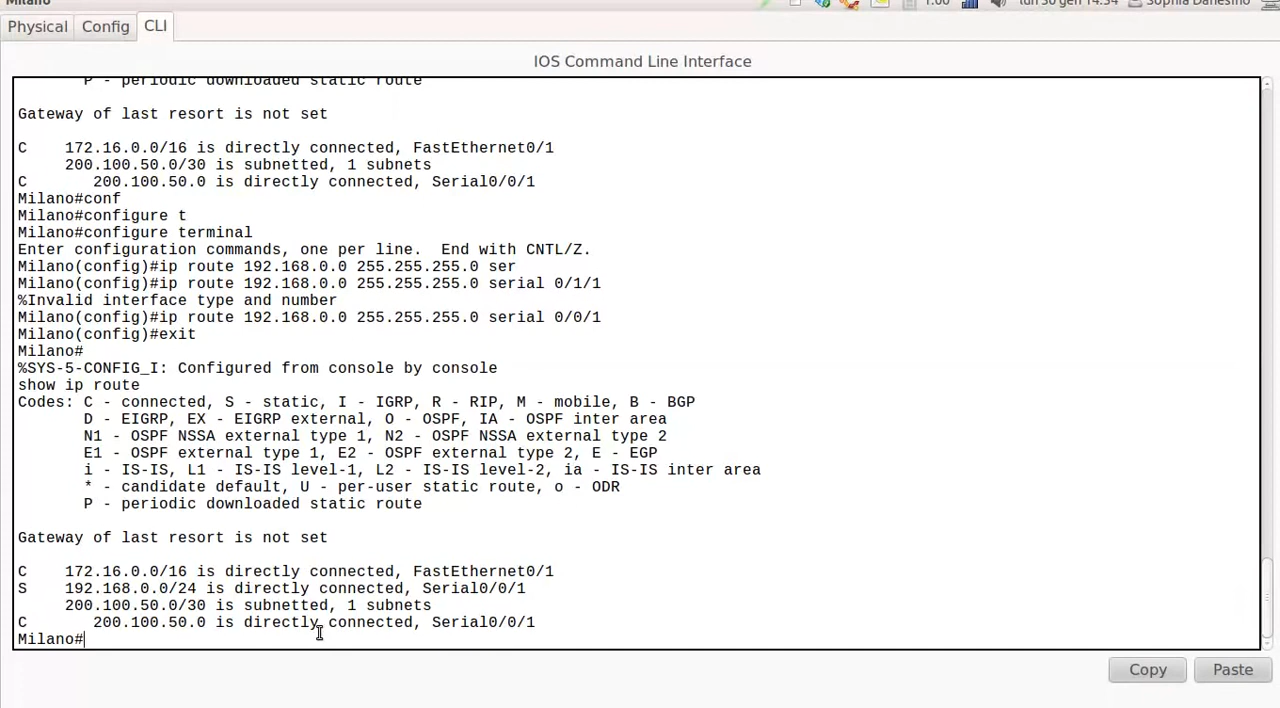 Milano
1:00 lun 30 gen 14:34 Sophia Danesino
Physical Config CLI
IOS Command Line Interface
P - periodic downloaded static route
Gateway of last resort is not set
C    172.16.0.0/16 is directly connected, FastEthernet0/1
     200.100.50.0/30 is subnetted, 1 subnets
C       200.100.50.0 is directly connected, Serial0/0/1
Milano#conf
Milano#configure t
Milano#configure terminal
Enter configuration commands, one per line.  End with CNTL/Z.
Milano(config)#ip route 192.168.0.0 255.255.255.0 ser
Milano(config)#ip route 192.168.0.0 255.255.255.0 serial 0/1/1
%Invalid interface type and number
Milano(config)#ip route 192.168.0.0 255.255.255.0 serial 0/0/1
Milano(config)#exit
Milano#
%SYS-5-CONFIG_I: Configured from console by console
show ip route
Codes: C - connected, S - static, I - IGRP, R - RIP, M - mobile, B - BGP
       D - EIGRP, EX - EIGRP external, O - OSPF, IA - OSPF inter area
       N1 - OSPF NSSA external type 1, N2 - OSPF NSSA external type 2
       E1 - OSPF external type 1, E2 - OSPF external type 2, E - EGP
       i - IS-IS, L1 - IS-IS level-1, L2 - IS-IS level-2, ia - IS-IS inter area
       * - candidate default, U - per-user static route, o - ODR
       P - periodic downloaded static route
Gateway of last resort is not set
C    172.16.0.0/16 is directly connected, FastEthernet0/1
S    192.168.0.0/24 is directly connected, Serial0/0/1
     200.100.50.0/30 is subnetted, 1 subnets
C       200.100.50.0 is directly connected, Serial0/0/1
Milano#
Copy Paste